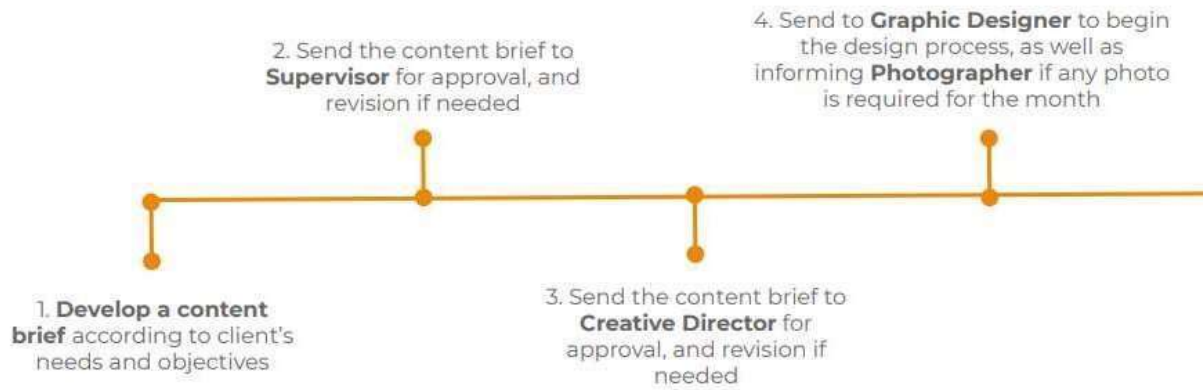 1. Develop a content
brief according to client's
needs and objectives
2. Send the content brief to
Supervisor for approval, and
revision if needed
3. Send the content brief to
Creative Director for
approval, and revision if
needed
4. Send to Graphic Designer to begin
the design process, as well as
informing Photographer if any photo
is required for the month